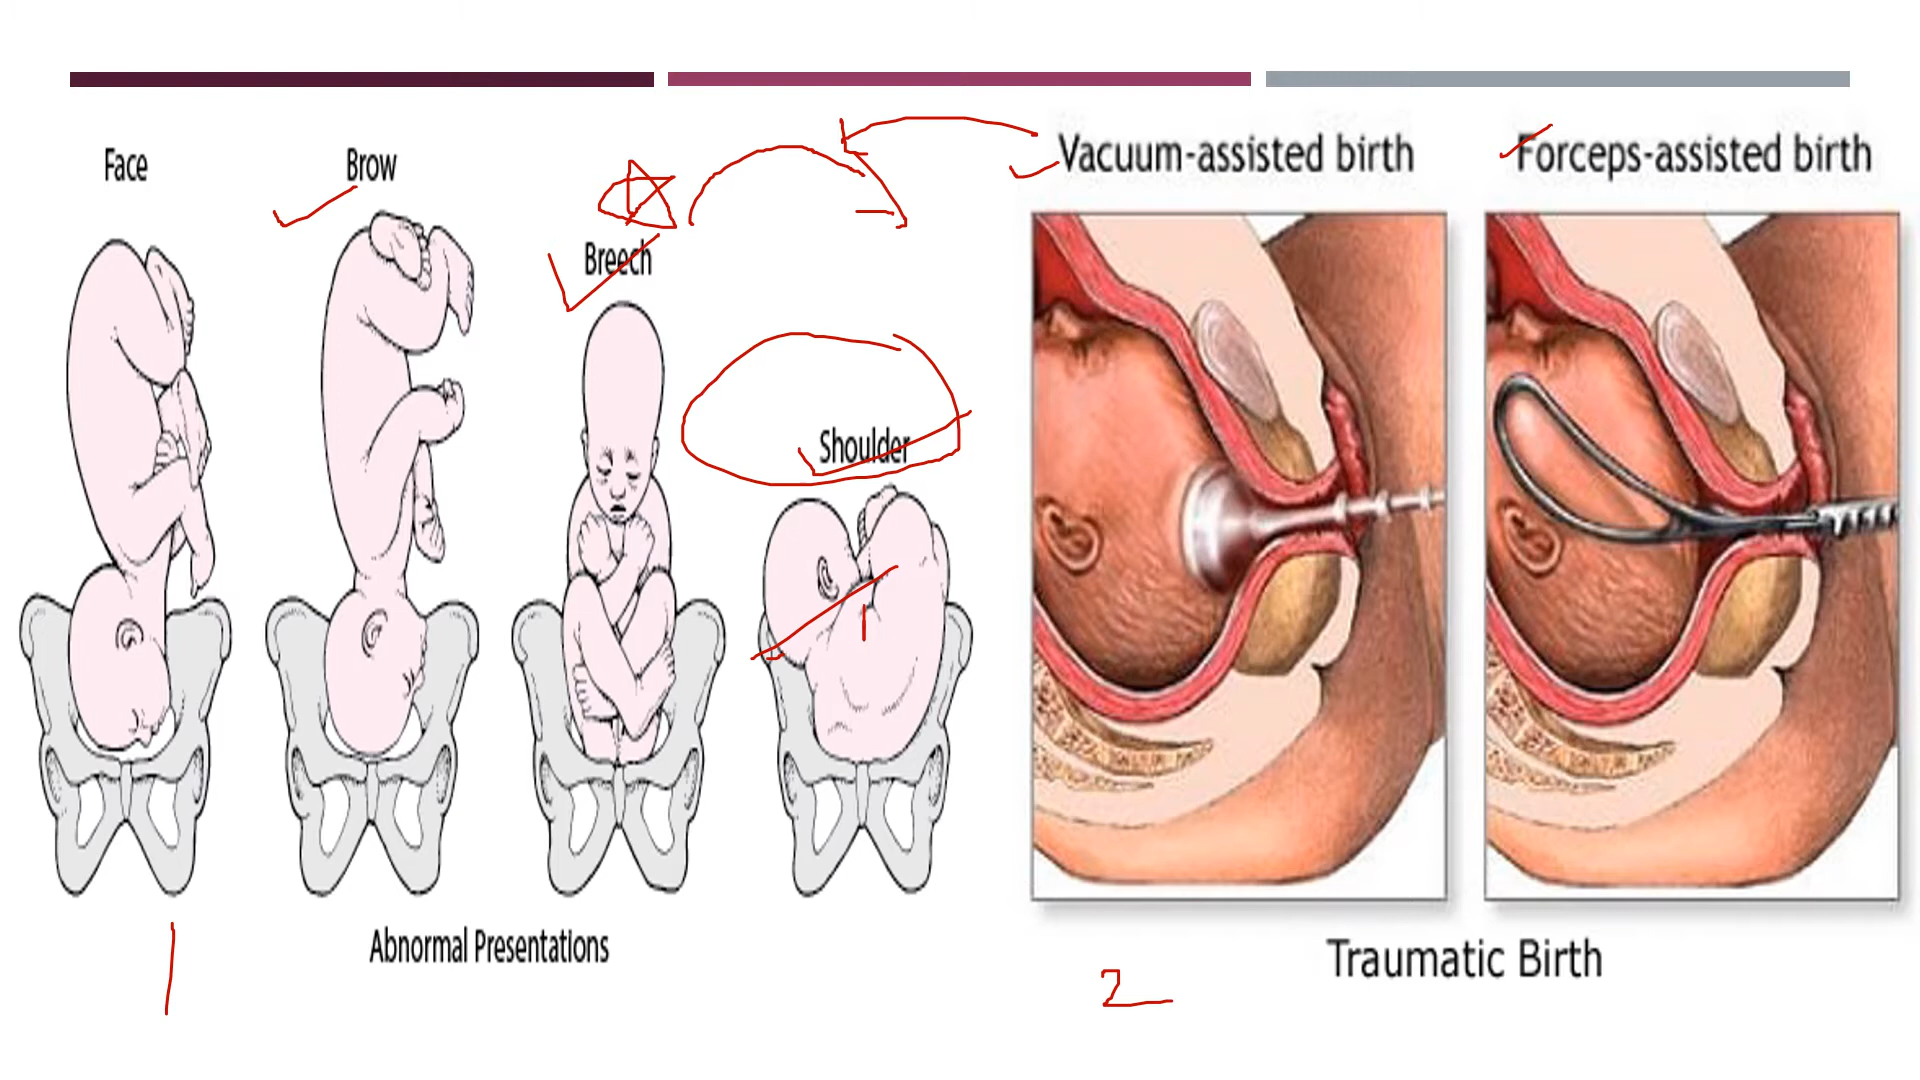 Face
Brow
Breech
Shoulder
Abnormal Presentations
1
Vacuum-assisted birth
Forceps-assisted birth
Traumatic Birth
2